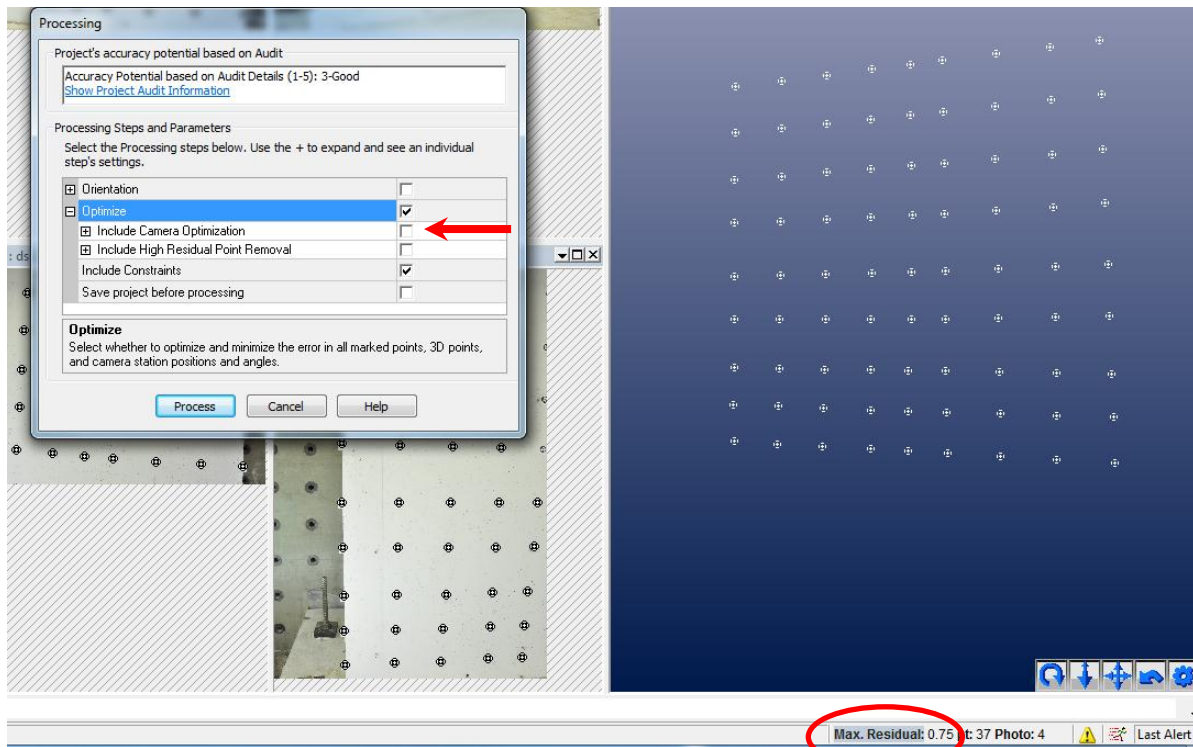 Processing
Project's accuracy potential based on Audit
Accuracy Potential based on Audit Details (1-5): 3-Good
Show Project Audit Information
Processing Steps and Parameters
Select the Processing steps below. Use the + to expand and see an individual
step's settings.
Orientation
Optimize
Include Camera Optimization
Include High Residual Point Removal
Include Constraints
Save project before processing
Optimize
Select whether to optimize and minimize the error in all marked points, 3D points,
and camera station positions and angles.
Process Cancel Help
: ds
Max. Residual: 0.75 pt: 37 Photo: 4 Last Alert